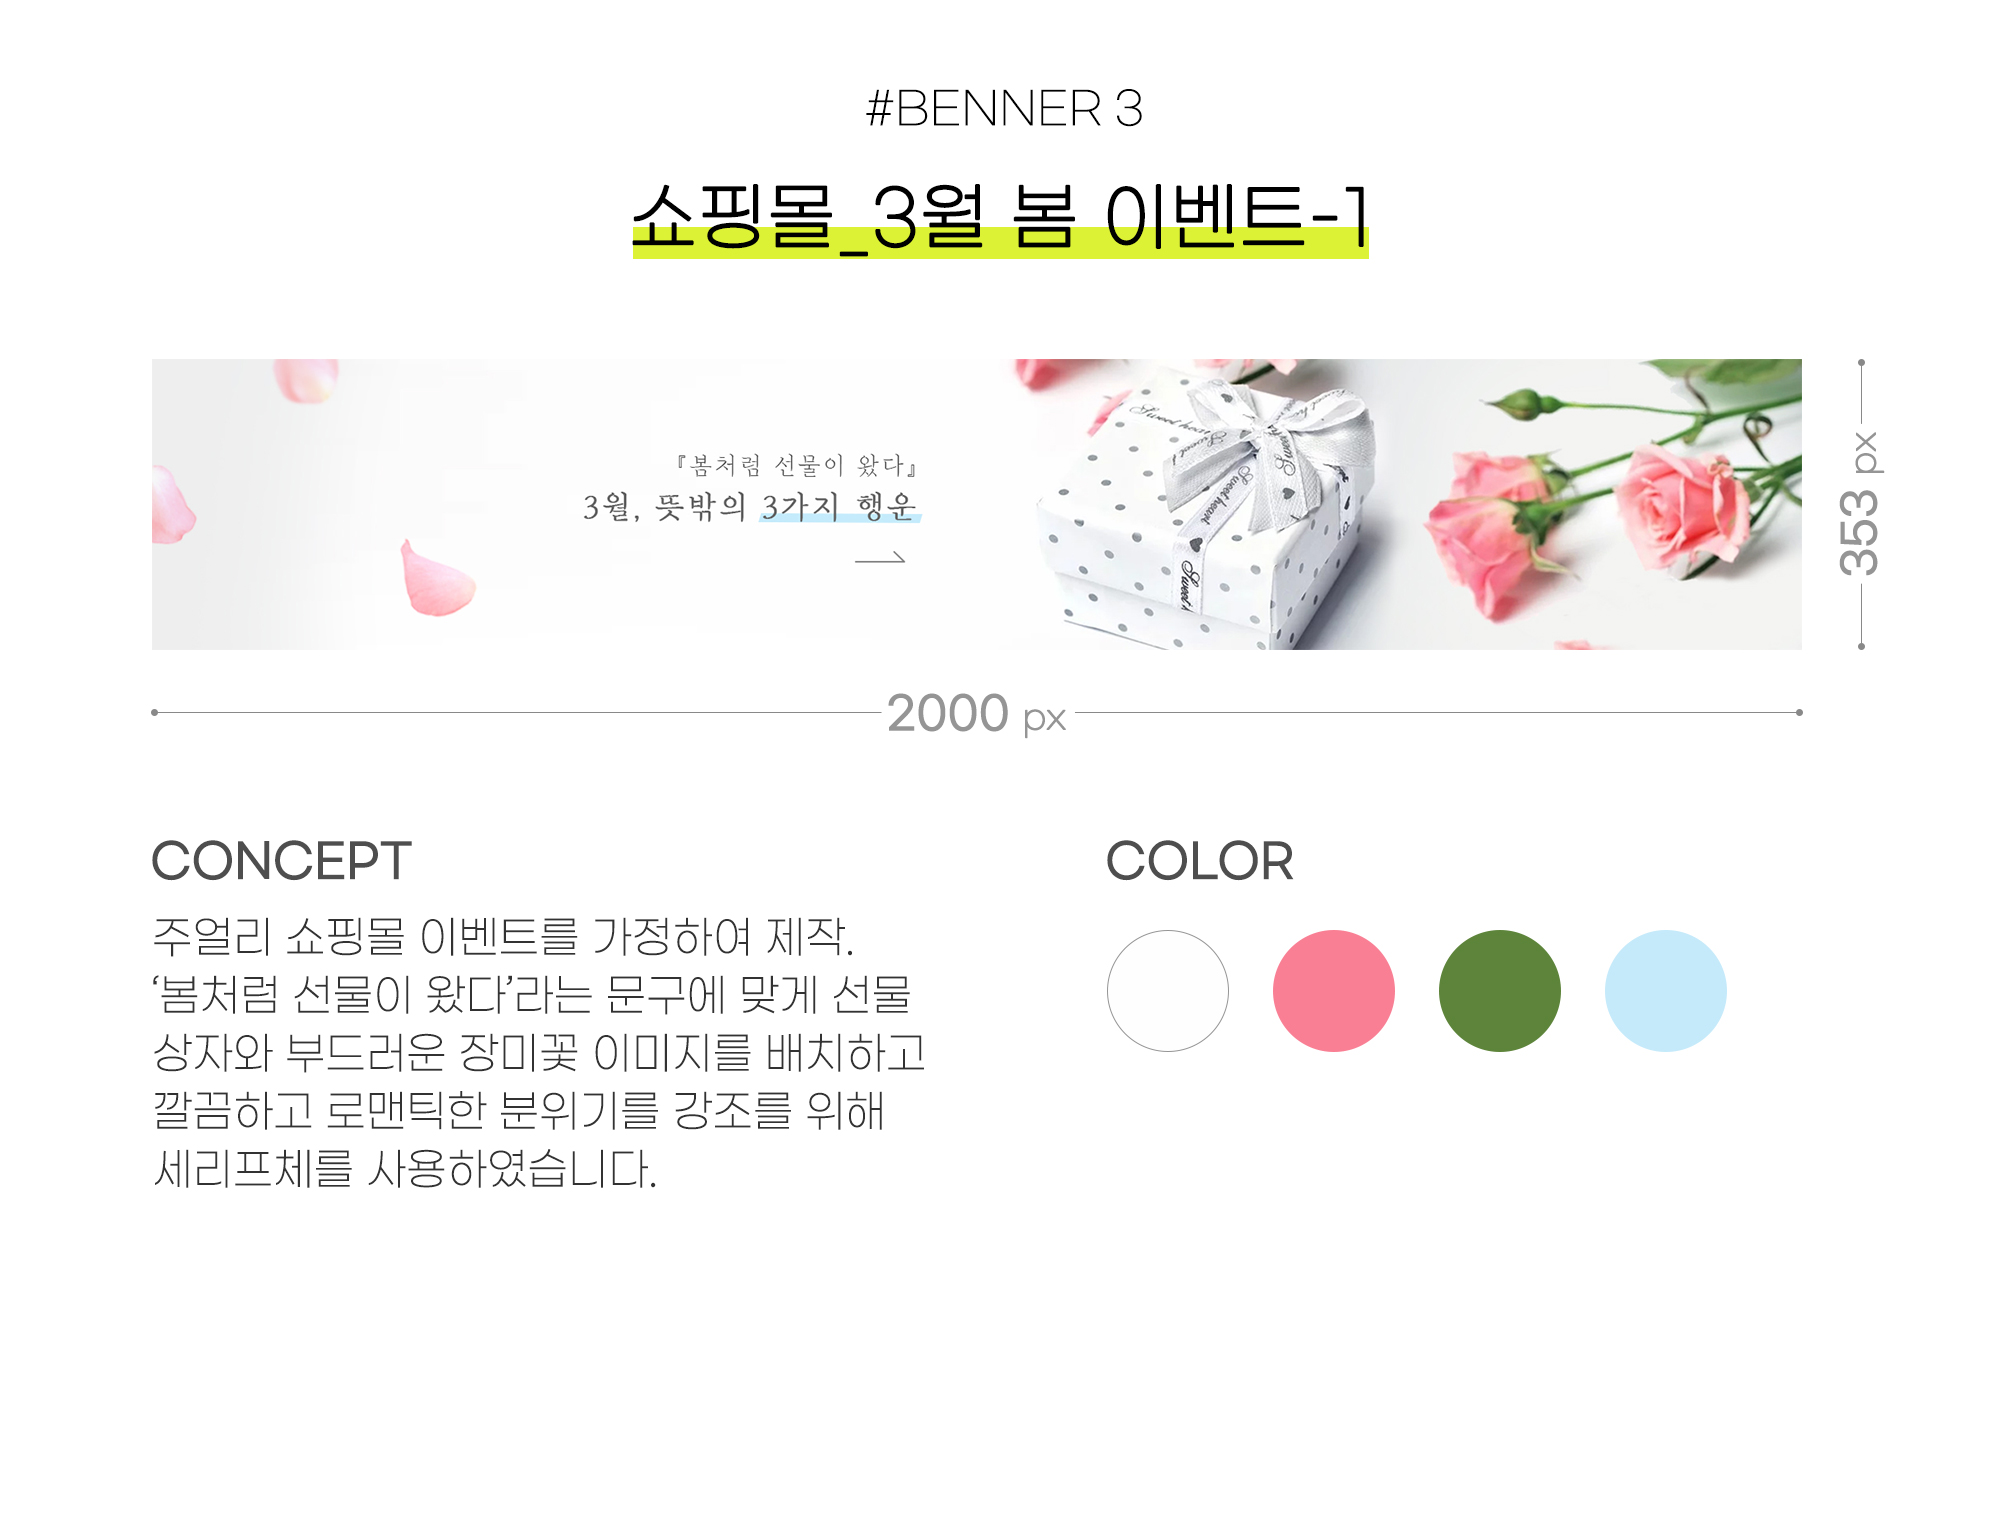 #BENNER 3
쇼핑몰_3월 봄 이벤트-1
『봄처럼 선물이 왔다』
3월, 뜻밖의 3가지 행운
Sweet heart
Sweet heart
353 px
2000 px
CONCEPT
주얼리 쇼핑몰 이벤트를 가정하여 제작.
‘봄처럼 선물이 왔다’라는 문구에 맞게 선물
상자와 부드러운 장미꽃 이미지를 배치하고
깔끔하고 로맨틱한 분위기를 강조를 위해
세리프체를 사용하였습니다.
COLOR